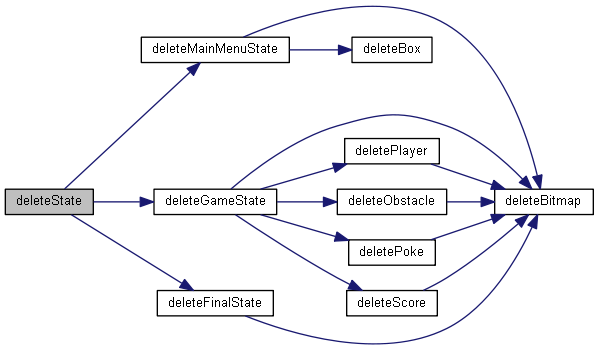 deleteState
deleteMainMenuState
deleteBox
deleteGameState
deletePlayer
deleteObstacle
deletePoke
deleteScore
deleteBitmap
deleteFinalState